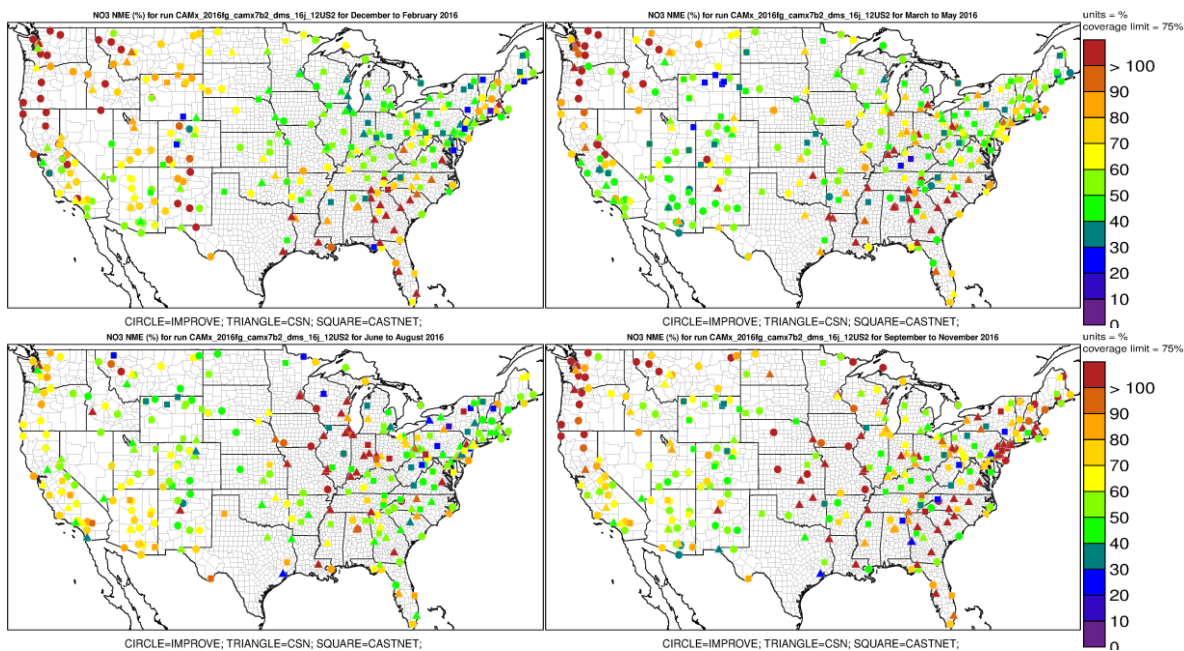 NO3 NME (%) for run CAMx_2016fg_camx7b2_dms_16j_12US2 for December to February 2016
NO3 NME (%) for run CAMx_2016fg_camx7b2_dms_16j_12US2 for March to May 2016
units = %
coverage limit = 75%
> 100
90
80
70
60
50
40
30
20
10
0
CIRCLE=IMPROVE; TRIANGLE=CSN; SQUARE=CASTNET;
CIRCLE=IMPROVE; TRIANGLE=CSN; SQUARE=CASTNET;
NO3 NME (%) for run CAMx_2016fg_camx7b2_dms_16j_12US2 for June to August 2016
NO3 NME (%) for run CAMx_2016fg_camx7b2_dms_16j_12US2 for September to November 2016
units = %
coverage limit = 75%
> 100
90
80
70
60
50
40
30
20
10
0
CIRCLE=IMPROVE; TRIANGLE=CSN; SQUARE=CASTNET;
CIRCLE=IMPROVE; TRIANGLE=CSN; SQUARE=CASTNET;